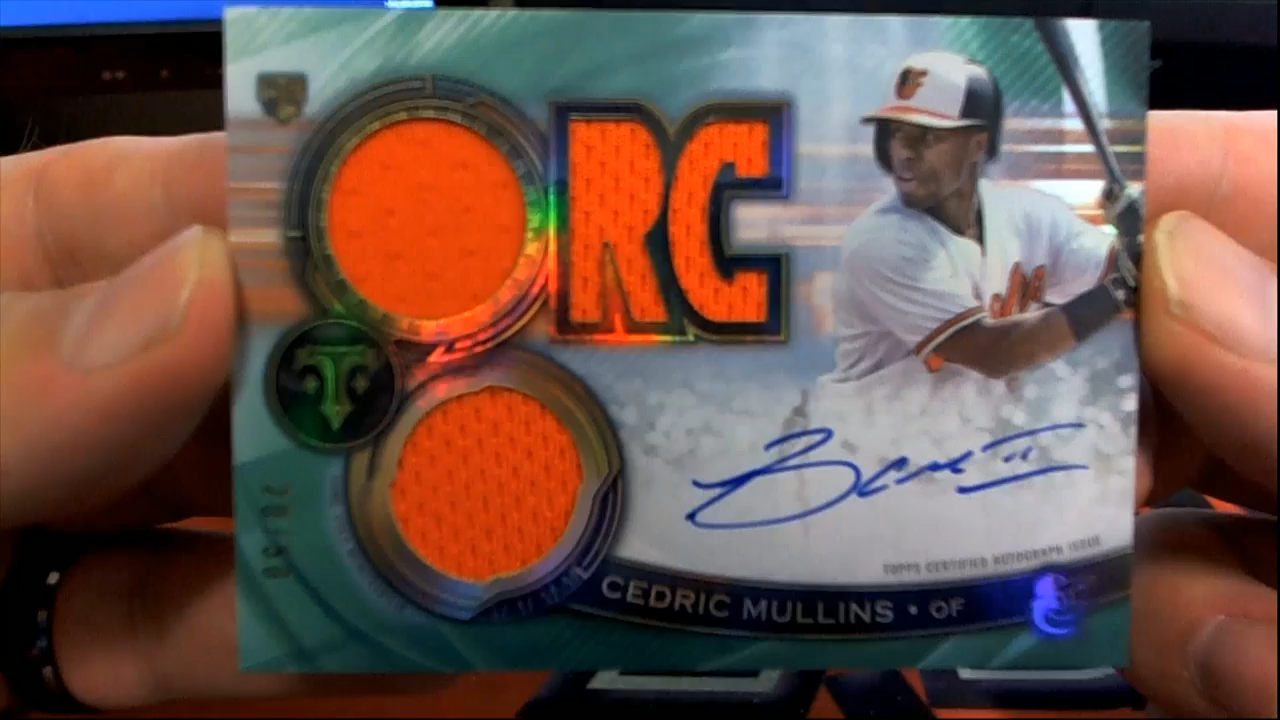 RC
TOPPS CERTIFIED AUTOGRAPH ISSUE
CEDRIC MULLINS • OF